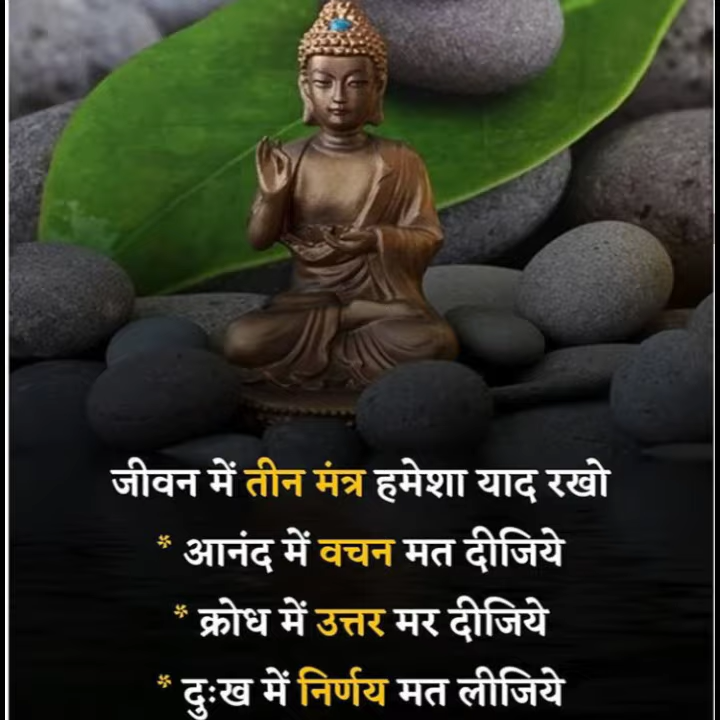 जीवन में तीन मंत्र हमेशा याद रखो
* आनंद में वचन मत दीजिये
* क्रोध में उत्तर मर दीजिये
* दुःख में निर्णय मत लीजिये